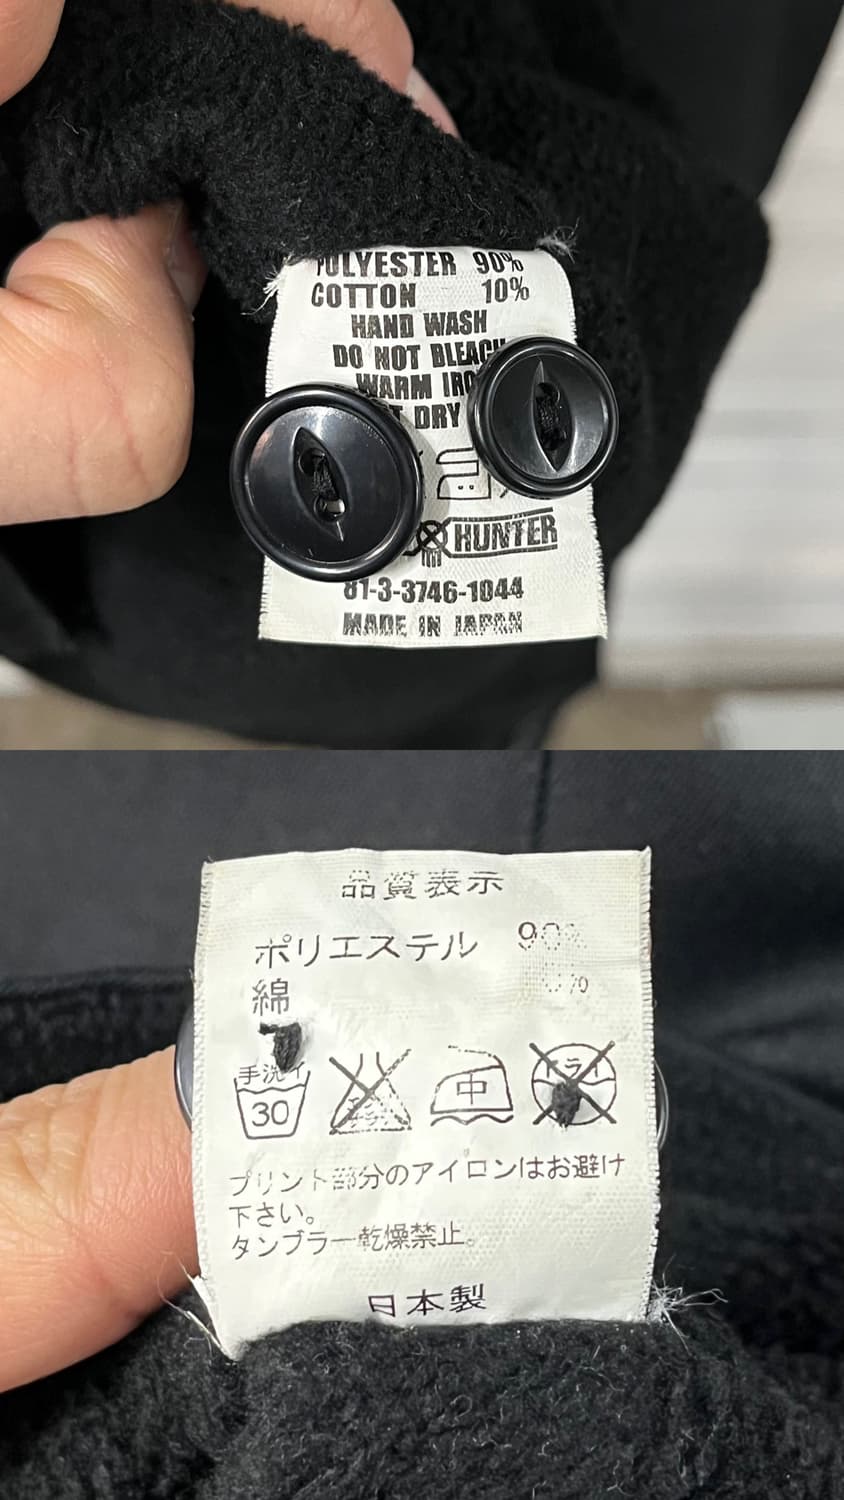 POLYESTER 90%
COTTON 10%
HAND WASH
DO NOT BLEACH
WARM IRON
DRY
HUNTER
81-3-3746-1044
MADE IN JAPAN
品質表示
ポリエステル 90%
綿
手洗イ
30
中
ドライ
プリント部分のアイロンはお避け
下さい。
タンブラー乾燥禁止。
日本製